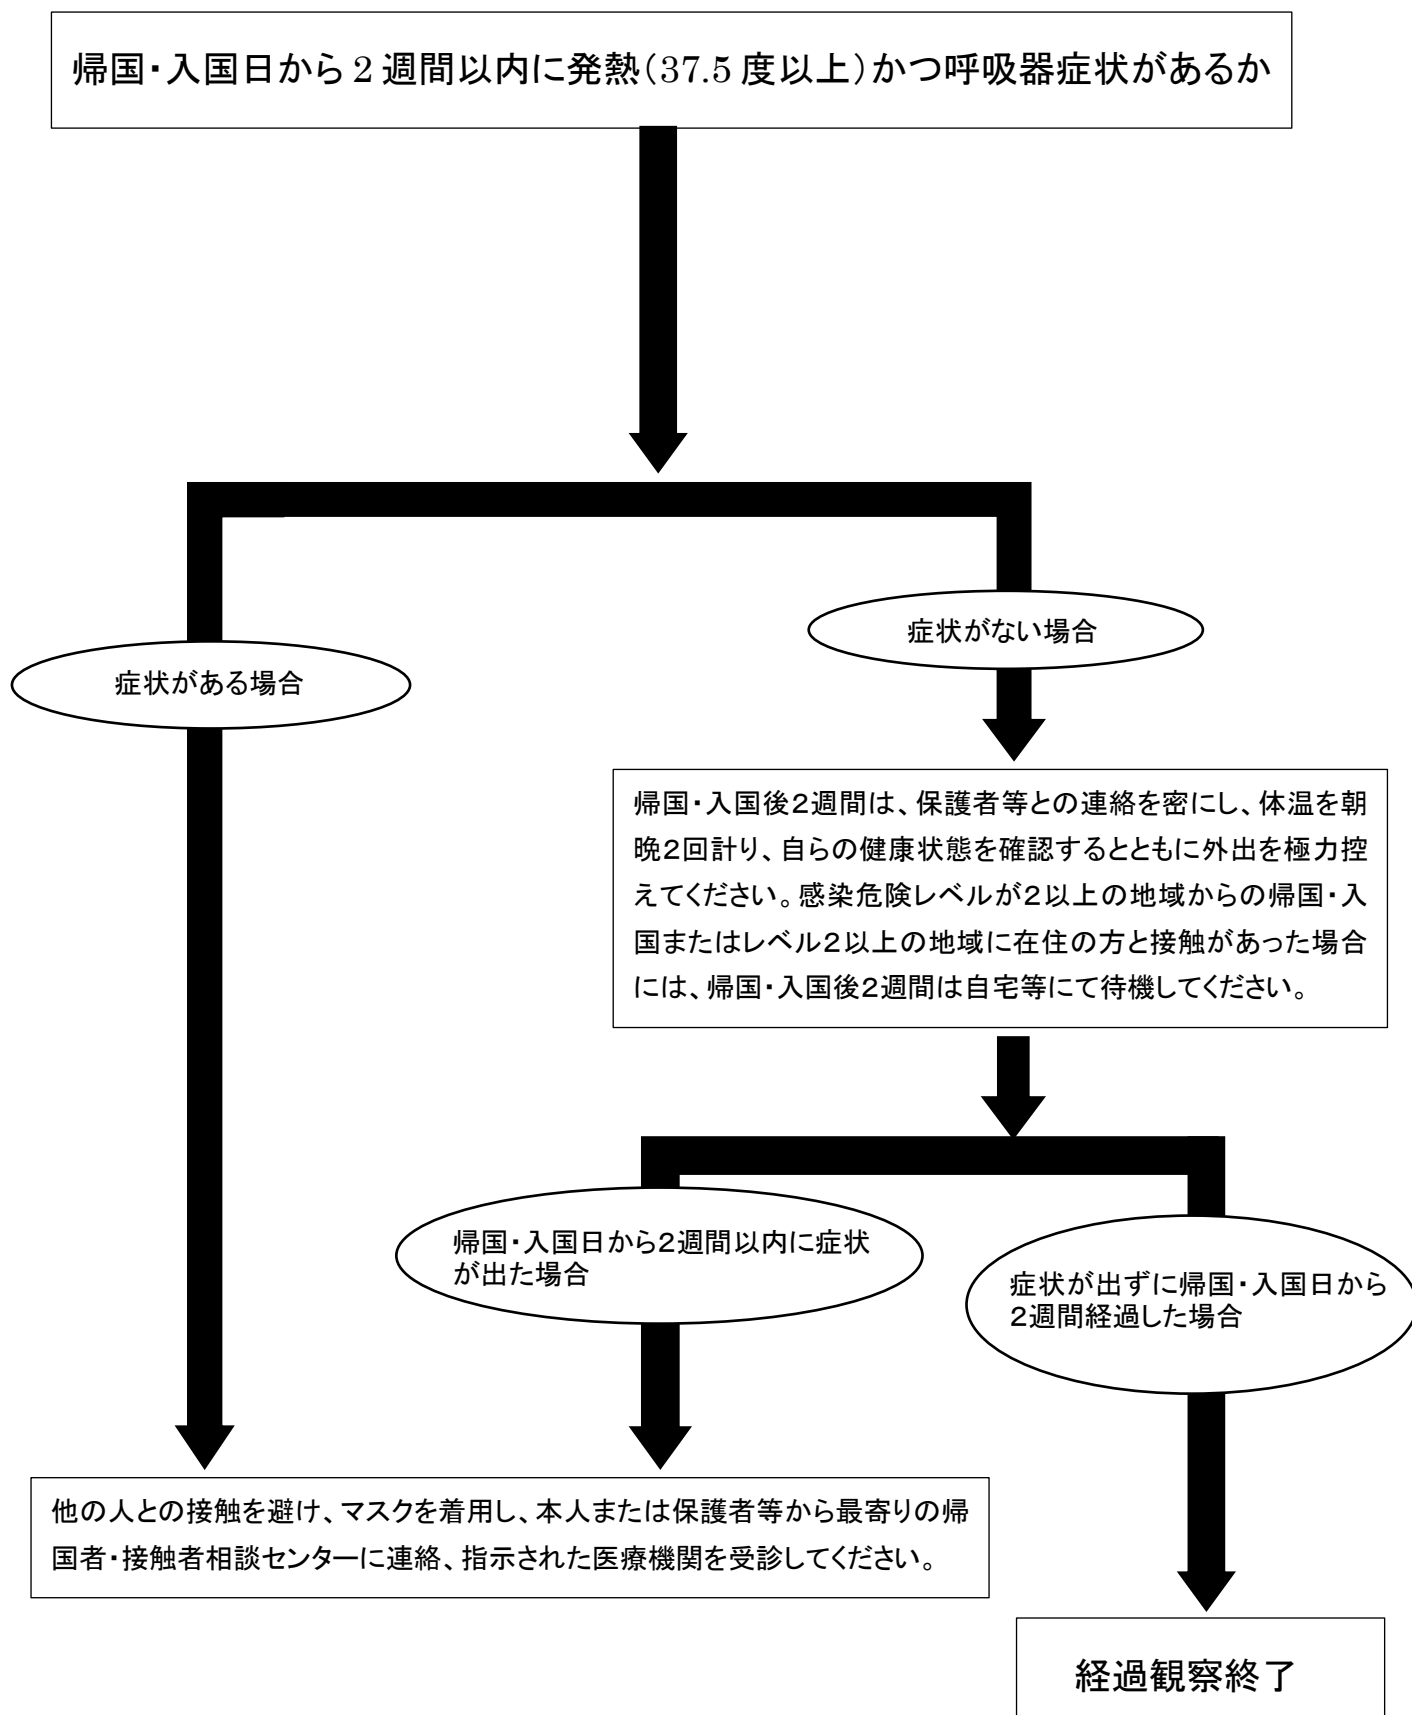 帰国・入国日から２週間以内に発熱（37.5度以上）かつ呼吸器症状があるか
症状がない場合
症状がある場合
帰国・入国後２週間は、保護者等との連絡を密にし、体温を朝
晩２回計り、自らの健康状態を確認するとともに外出を極力控
えてください。感染危険レベルが２以上の地域からの帰国・入
国またはレベル２以上の地域に在住の方と接触があった場合
には、帰国・入国後２週間は自宅等にて待機してください。
帰国・入国日から２週間以内に症状
が出た場合
症状が出ずに帰国・入国日から
２週間経過した場合
他の人との接触を避け、マスクを着用し、本人または保護者等から最寄りの帰
国者・接触者相談センターに連絡、指示された医療機関を受診してください。
経過観察終了